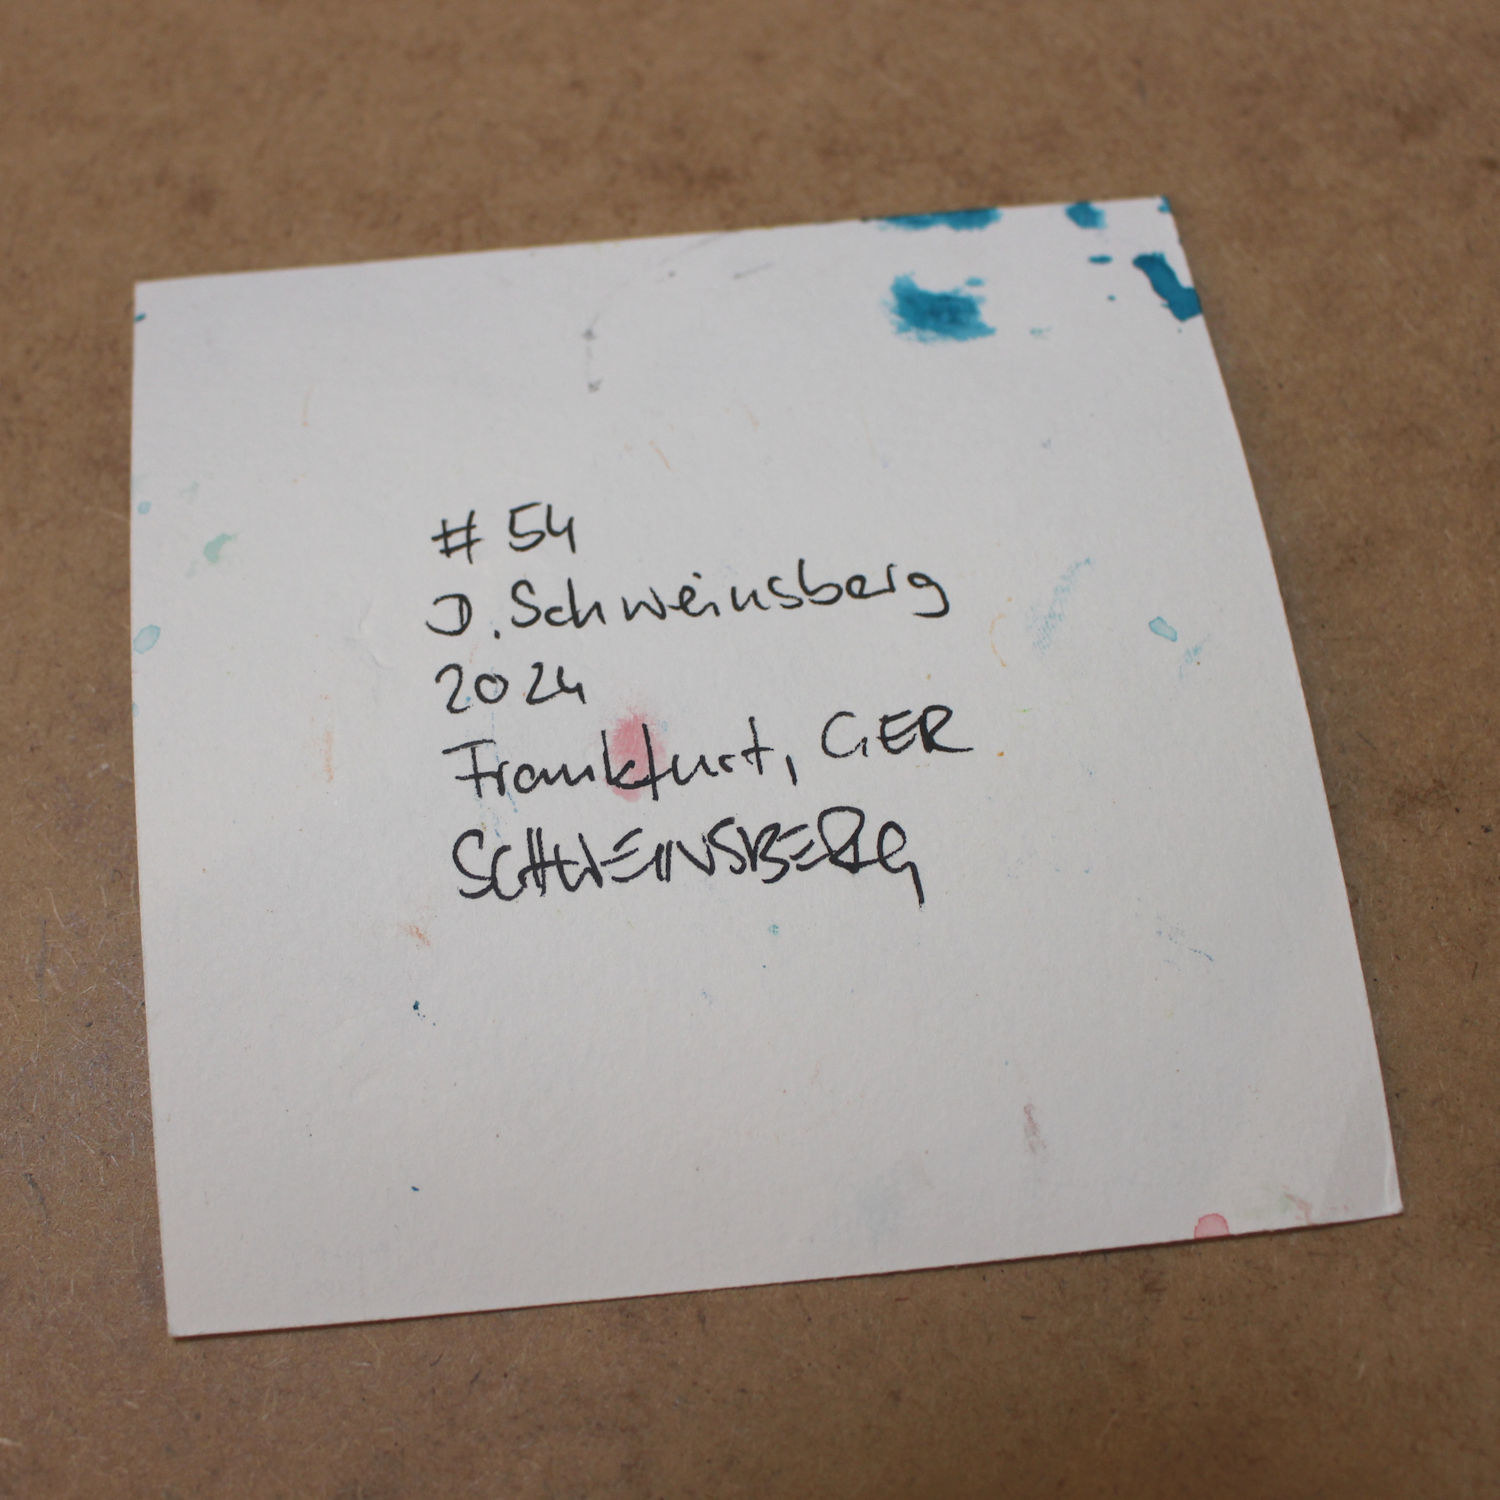 # 54
D. Schweinsberg
2024
Frankfurt, GER
SCHWEINSBERG